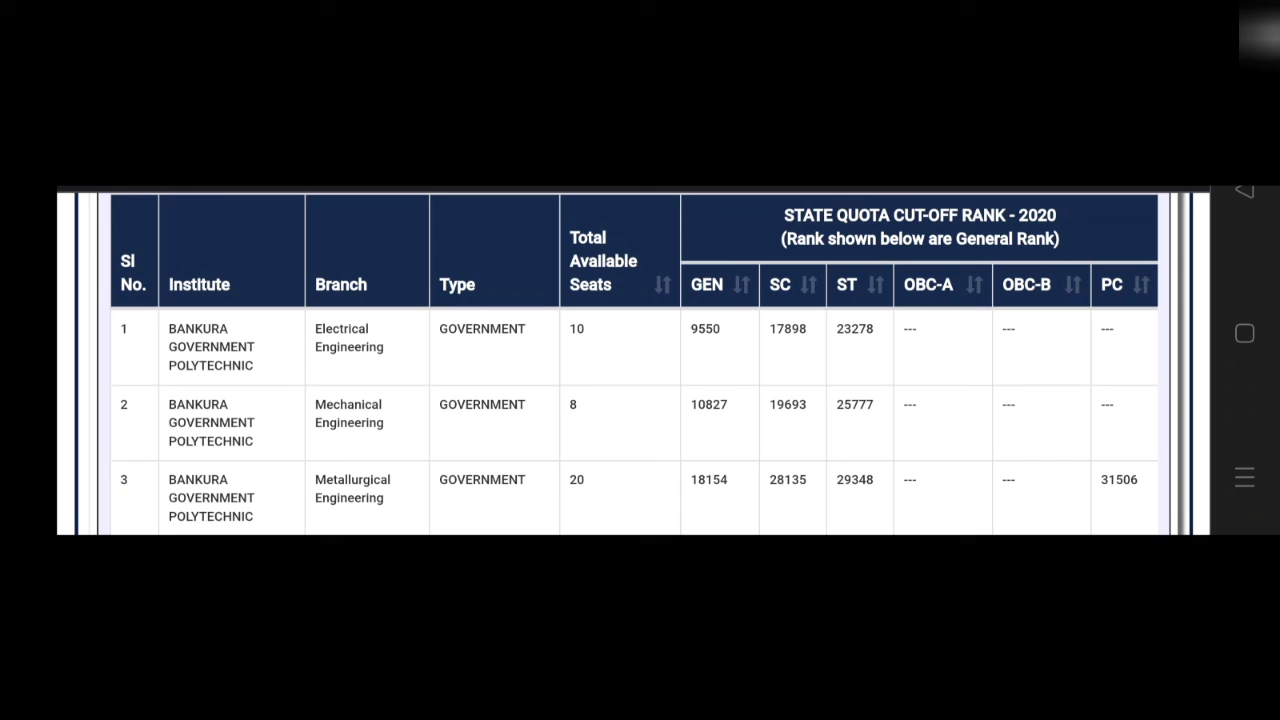 STATE QUOTA CUT-OFF RANK - 2020
(Rank shown below are General Rank)
Sl No. Institute Branch Type Total Available Seats GEN SC ST OBC-A OBC-B PC
1 BANKURA GOVERNMENT POLYTECHNIC Electrical Engineering GOVERNMENT 10 9550 17898 23278 --- --- ---
2 BANKURA GOVERNMENT POLYTECHNIC Mechanical Engineering GOVERNMENT 8 10827 19693 25777 --- --- ---
3 BANKURA GOVERNMENT POLYTECHNIC Metallurgical Engineering GOVERNMENT 20 18154 28135 29348 --- --- 31506